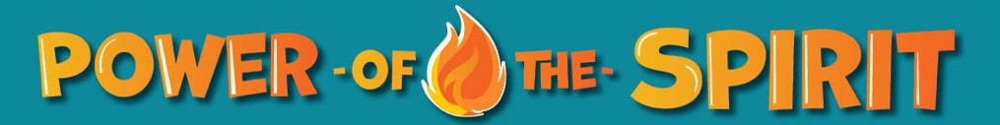 POWER -OF THE- SPIRIT